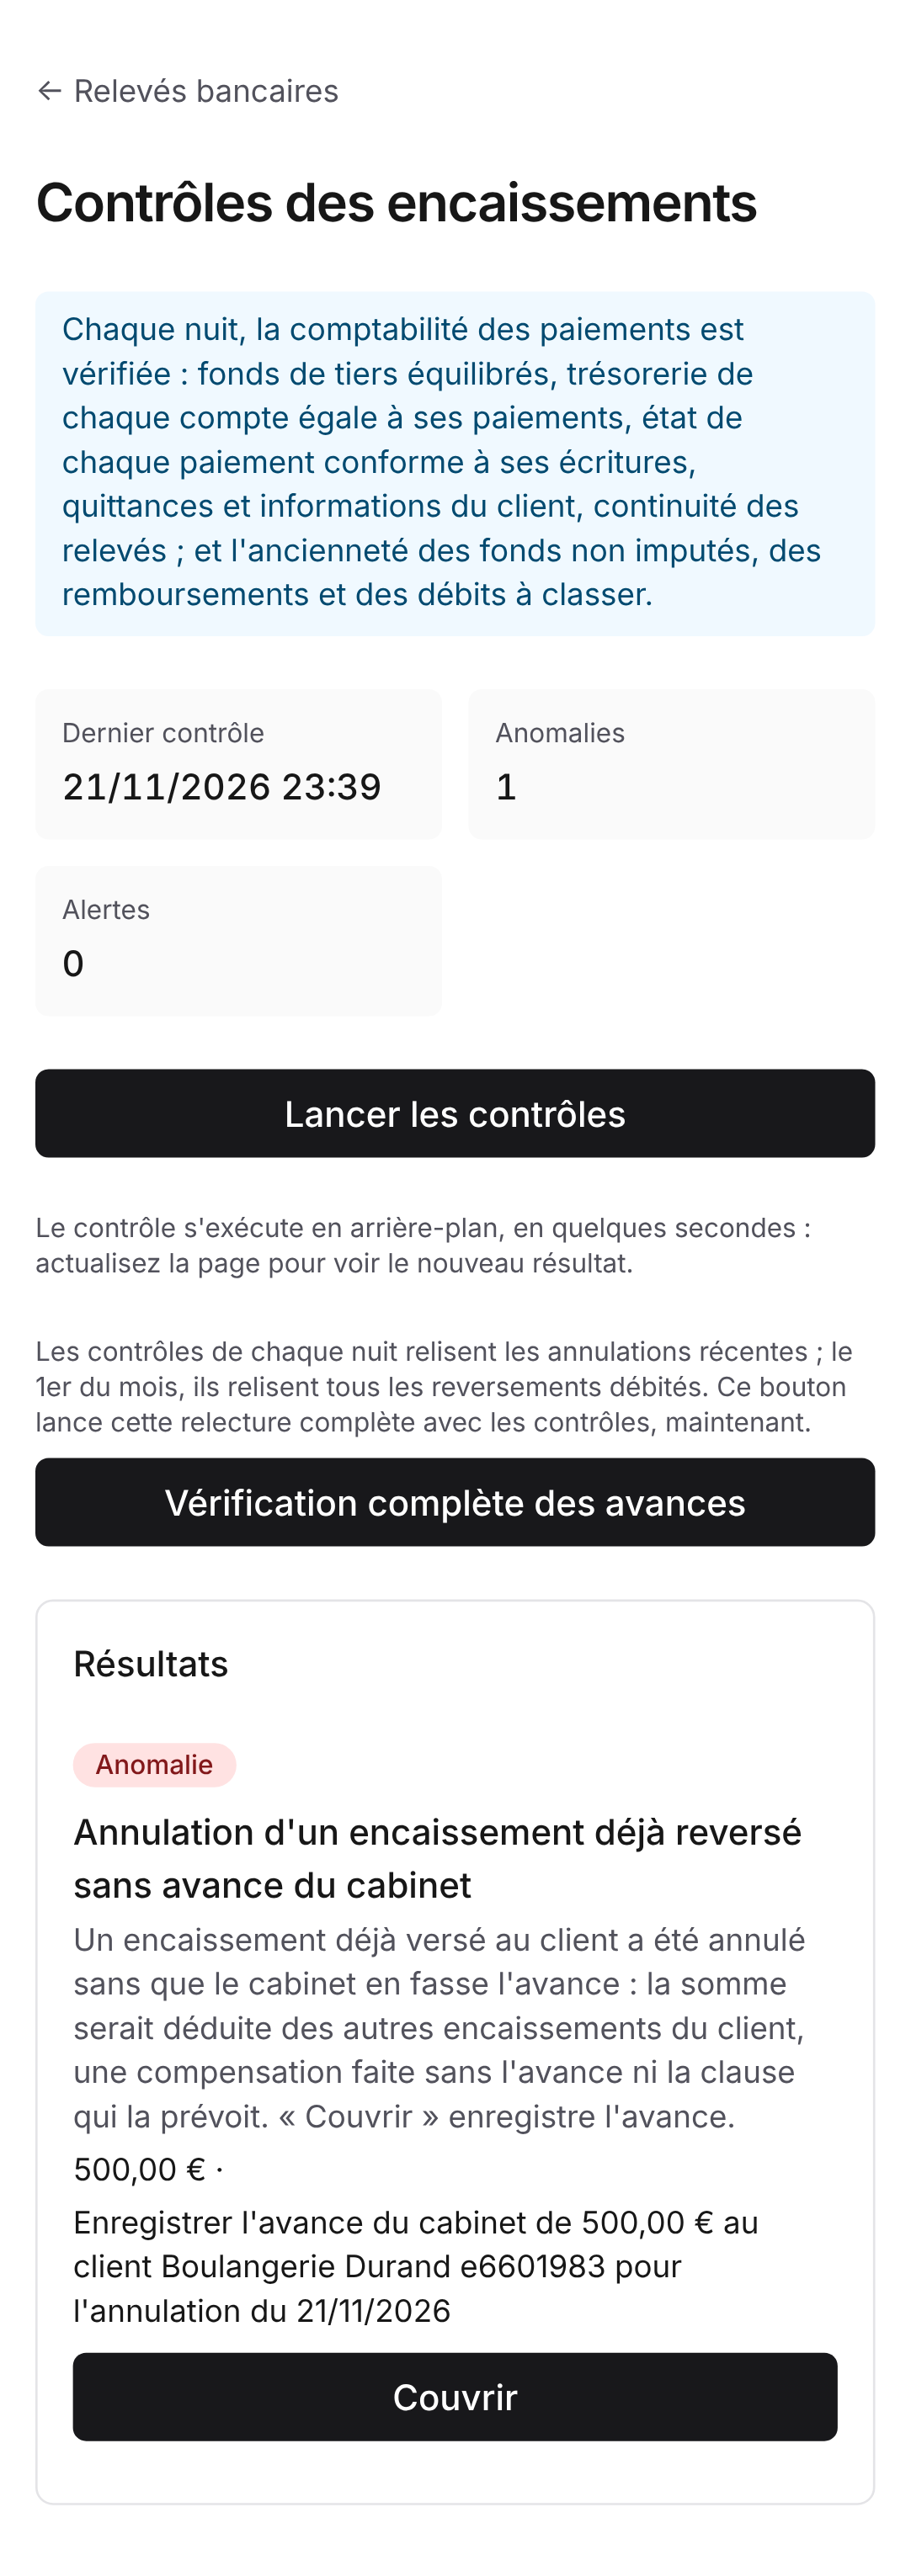 ← Relevés bancaires
Contrôles des encaissements
Chaque nuit, la comptabilité des paiements est
vérifiée : fonds de tiers équilibrés, trésorerie de
chaque compte égale à ses paiements, état de
chaque paiement conforme à ses écritures,
quittances et informations du client, continuité des
relevés ; et l'ancienneté des fonds non imputés, des
remboursements et des débits à classer.
Dernier contrôle
21/11/2026 23:39
Anomalies
1
Alertes
0
Lancer les contrôles
Le contrôle s'exécute en arrière-plan, en quelques secondes :
actualisez la page pour voir le nouveau résultat.
Les contrôles de chaque nuit relisent les annulations récentes ; le
1er du mois, ils relisent tous les reversements débités. Ce bouton
lance cette relecture complète avec les contrôles, maintenant.
Vérification complète des avances
Résultats
Anomalie
Annulation d'un encaissement déjà reversé
sans avance du cabinet
Un encaissement déjà versé au client a été annulé
sans que le cabinet en fasse l'avance : la somme
serait déduite des autres encaissements du client,
une compensation faite sans l'avance ni la clause
qui la prévoit. « Couvrir » enregistre l'avance.
500,00 € ·
Enregistrer l'avance du cabinet de 500,00 € au
client Boulangerie Durand e6601983 pour
l'annulation du 21/11/2026
Couvrir